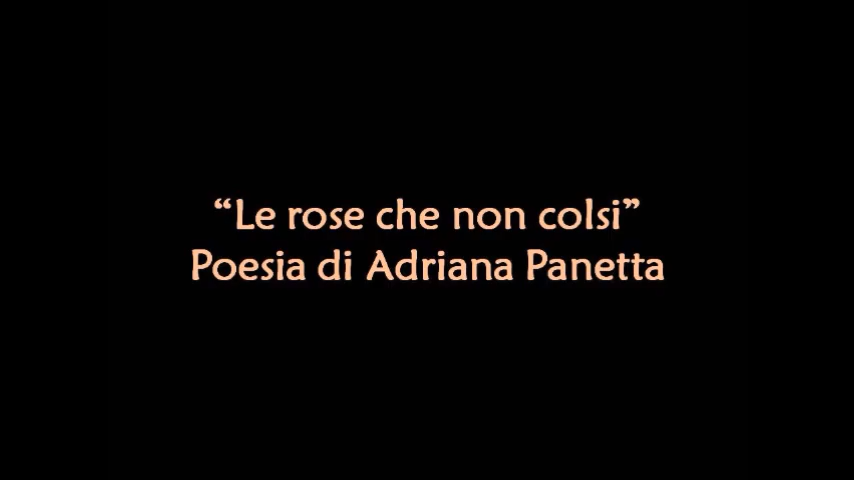 “Le rose che non colsi”
Poesia di Adriana Panetta